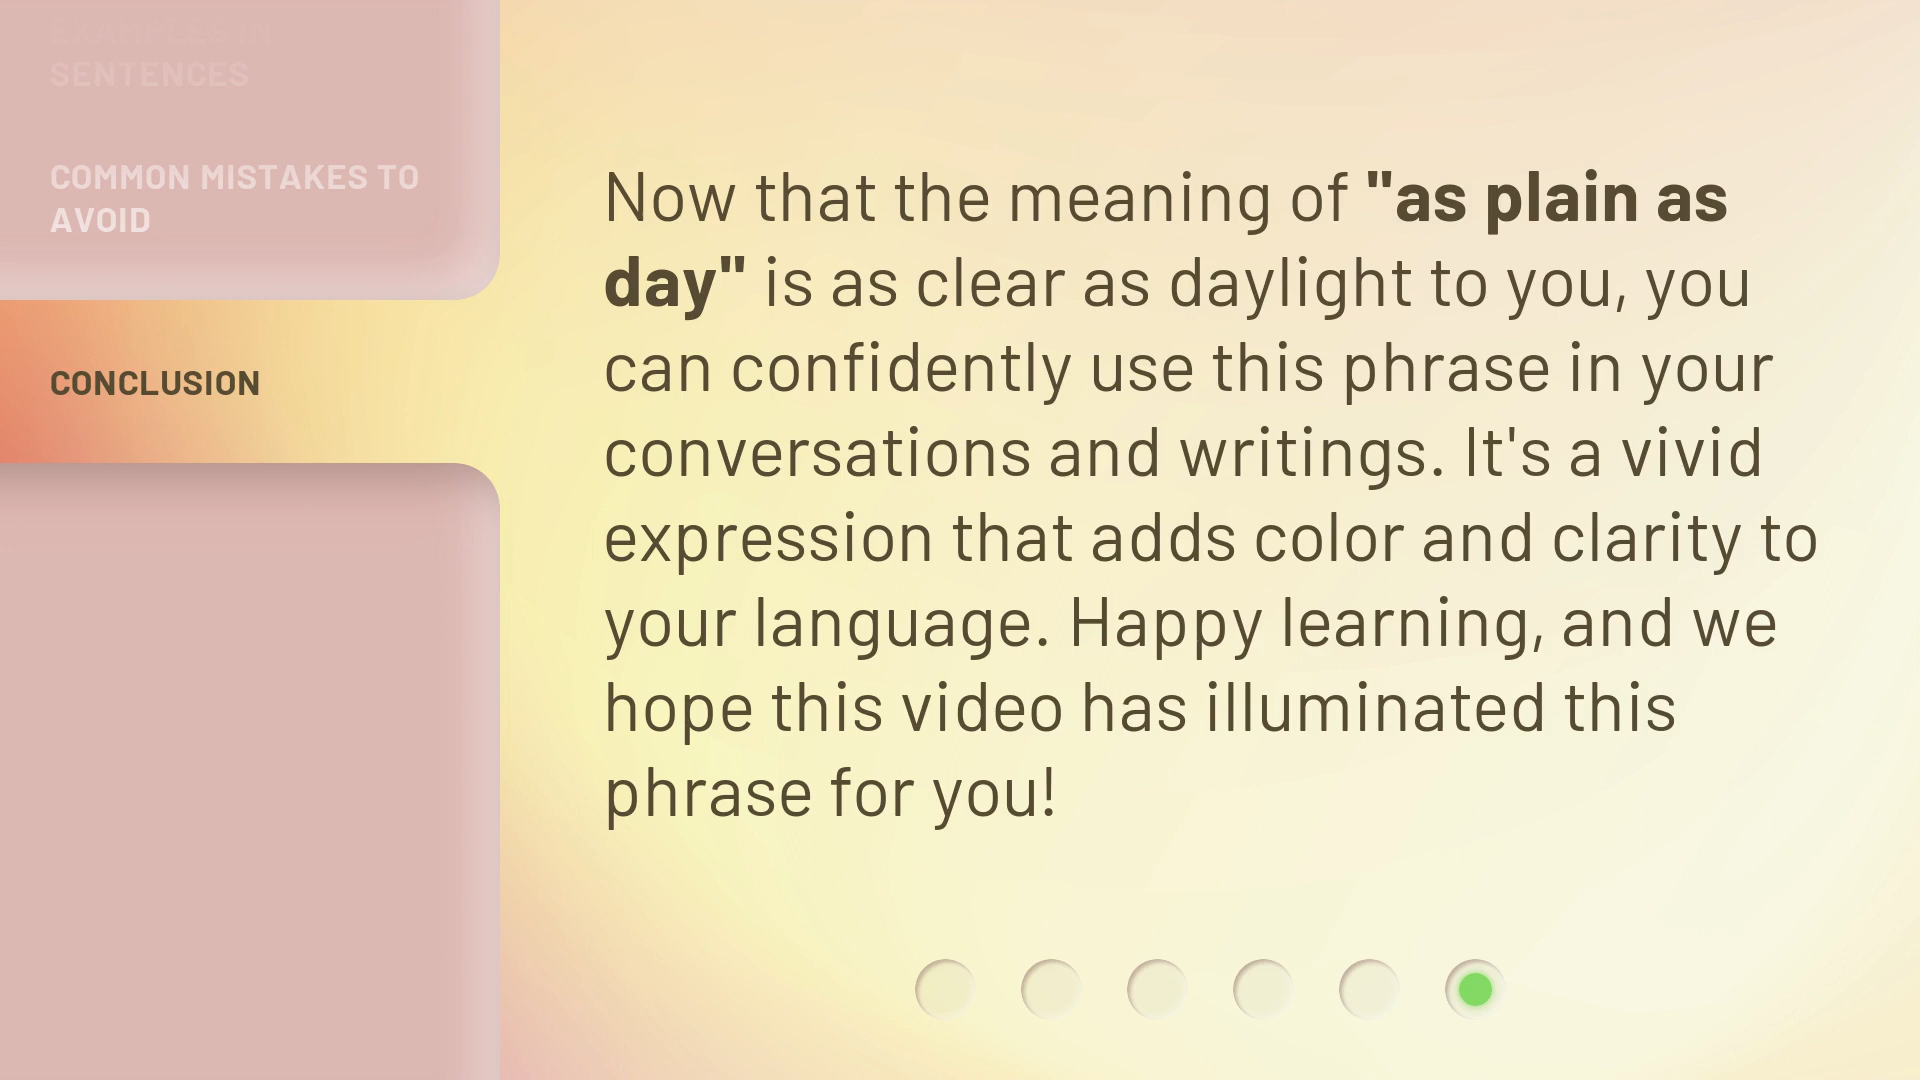 EXAMPLES IN
SENTENCES
COMMON MISTAKES TO
AVOID
CONCLUSION
Now that the meaning of "as plain as
day" is as clear as daylight to you, you
can confidently use this phrase in your
conversations and writings. It's a vivid
expression that adds color and clarity to
your language. Happy learning, and we
hope this video has illuminated this
phrase for you!